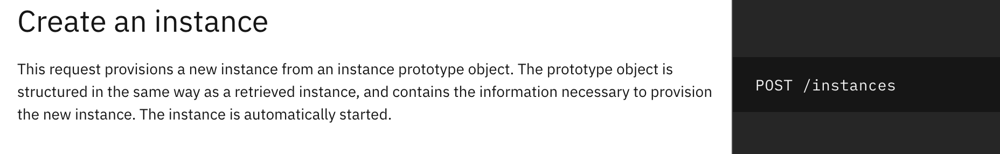 Create an instance
This request provisions a new instance from an instance prototype object. The prototype object is
structured in the same way as a retrieved instance, and contains the information necessary to provision
the new instance. The instance is automatically started.
POST /instances